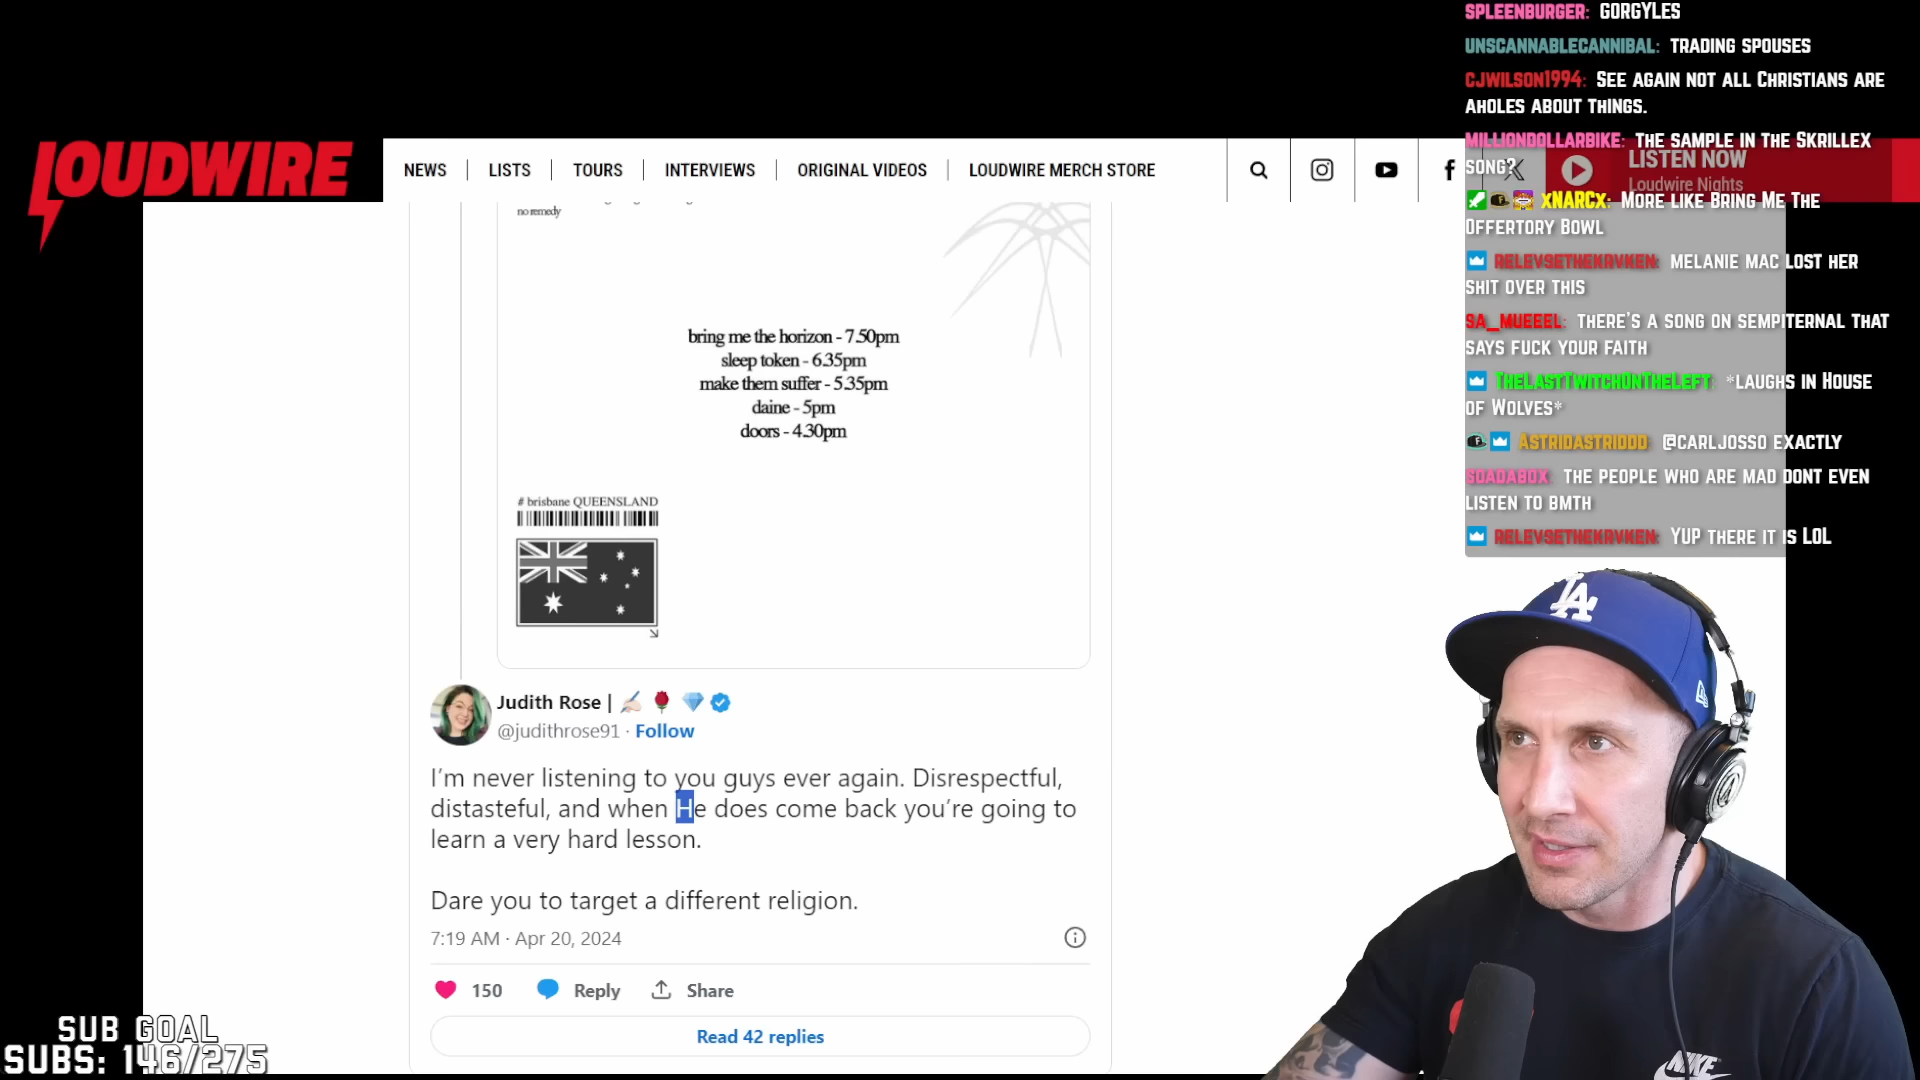 LOUDWIRE
NEWS
LISTS
TOURS
INTERVIEWS
ORIGINAL VIDEOS
LOUDWIRE MERCH STORE
LISTEN NOW
Loudwire Nights
no remedy
bring me the horizon - 7.50pm
sleep token - 6.35pm
make them suffer - 5.35pm
daine - 5pm
doors - 4.30pm
# brisbane QUEENSLAND
Judith Rose |
@judithrose91 · Follow
I'm never listening to you guys ever again. Disrespectful,
distasteful, and when He does come back you're going to
learn a very hard lesson.
Dare you to target a different religion.
7:19 AM · Apr 20, 2024
150
Reply
Share
Read 42 replies
SUB GOAL
SUBS: 146/275
SPLEENBURGER: GORGYLES
UNSCANNABLECANNIBAL: TRADING SPOUSES
CJWILSON1994: SEE AGAIN NOT ALL CHRISTIANS ARE
AHOLES ABOUT THINGS.
MILLIONDOLLARBIKE: THE SAMPLE IN THE SKRILLEX
SONG?
XNARCX: MORE LIKE BRING ME THE
OFFERTORY BOWL
RELEV9ETHEKRVKEN: MELANIE MAC LOST HER
SHIT OVER THIS
SA_MUEEEL: THERE'S A SONG ON SEMPITERNAL THAT
SAYS FUCK YOUR FAITH
THELASTTWITCHONTHELEFT: *LAUGHS IN HOUSE
OF WOLVES*
ASTRIDASTRIDDD: @CARLJOSSO EXACTLY
SOADABOX: THE PEOPLE WHO ARE MAD DONT EVEN
LISTEN TO BMTH
RELEV9ETHEKRVKEN: YUP THERE IT IS LOL
LA
NIKE